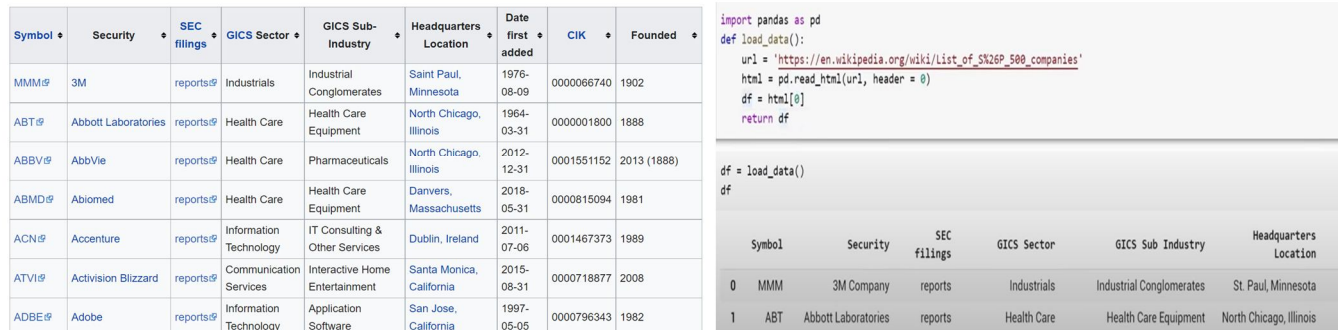 Symbol Security SEC filings GICS Sector GICS Sub-Industry Headquarters Location Date first added CIK Founded
MMM 3M reports Industrials Industrial Conglomerates Saint Paul, Minnesota 1976-08-09 0000066740 1902
ABT Abbott Laboratories reports Health Care Health Care Equipment North Chicago, Illinois 1964-03-31 0000001800 1888
ABBV AbbVie reports Health Care Pharmaceuticals North Chicago, Illinois 2012-12-31 0001551152 2013 (1888)
ABMD Abiomed reports Health Care Health Care Equipment Danvers, Massachusetts 2018-05-31 0000815094 1981
ACN Accenture reports Information Technology IT Consulting & Other Services Dublin, Ireland 2011-07-06 0001467373 1989
ATVI Activision Blizzard reports Communication Services Interactive Home Entertainment Santa Monica, California 2015-08-31 0000718877 2008
ADBE Adobe reports Information Technology Application Software San Jose, California 1997-05-05 0000796343 1982
import pandas as pd
def load_data():
url = 'https://en.wikipedia.org/wiki/List_of_S%26P_500_companies'
html = pd.read_html(url, header = 0)
df = html[0]
return df
df = load_data()
df
Symbol Security SEC filings GICS Sector GICS Sub Industry Headquarters Location
0 MMM 3M Company reports Industrials Industrial Conglomerates St. Paul, Minnesota
1 ABT Abbott Laboratories reports Health Care Health Care Equipment North Chicago, Illinois